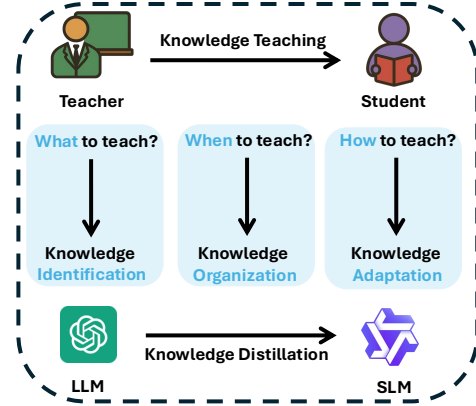 Knowledge Teaching
Teacher
Student
What to teach?
When to teach?
How to teach?
Knowledge
Identification
Knowledge
Organization
Knowledge
Adaptation
Knowledge Distillation
LLM
SLM